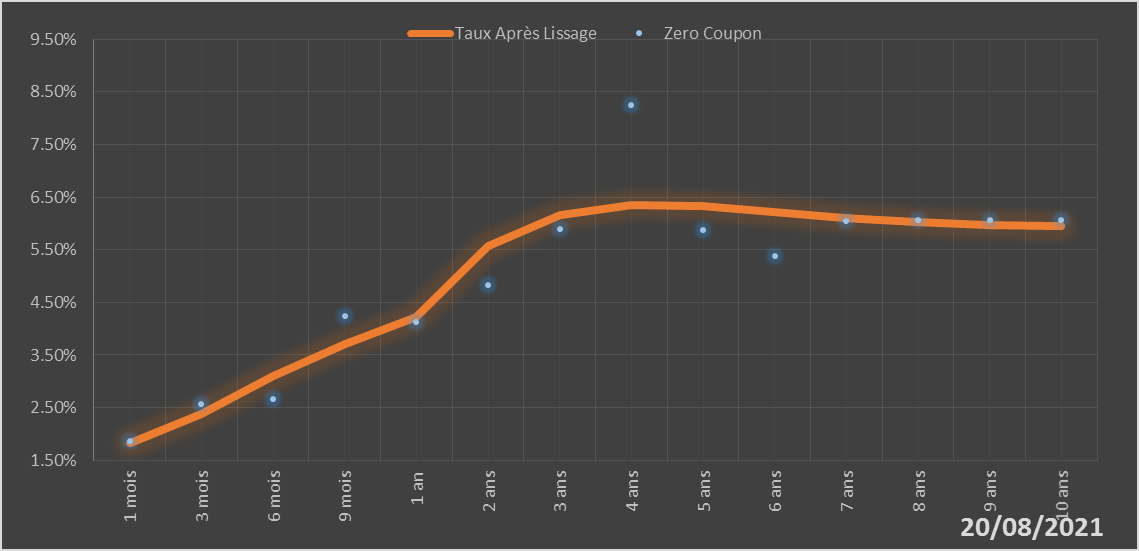 Taux Après Lissage
Zero Coupon
9.50%
8.50%
7.50%
6.50%
5.50%
4.50%
3.50%
2.50%
1.50%
1 mois
3 mois
6 mois
9 mois
1 an
2 ans
3 ans
4 ans
5 ans
6 ans
7 ans
8 ans
9 ans
10 ans
20/08/2021